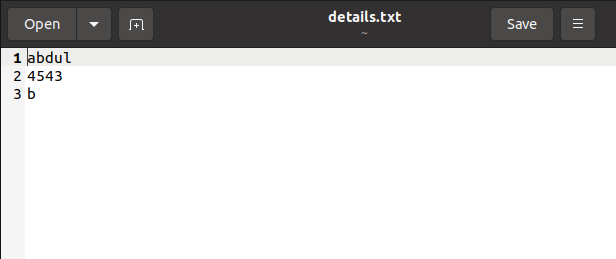 Open
details.txt
~
Save
1 abdul
2 4543
3 b